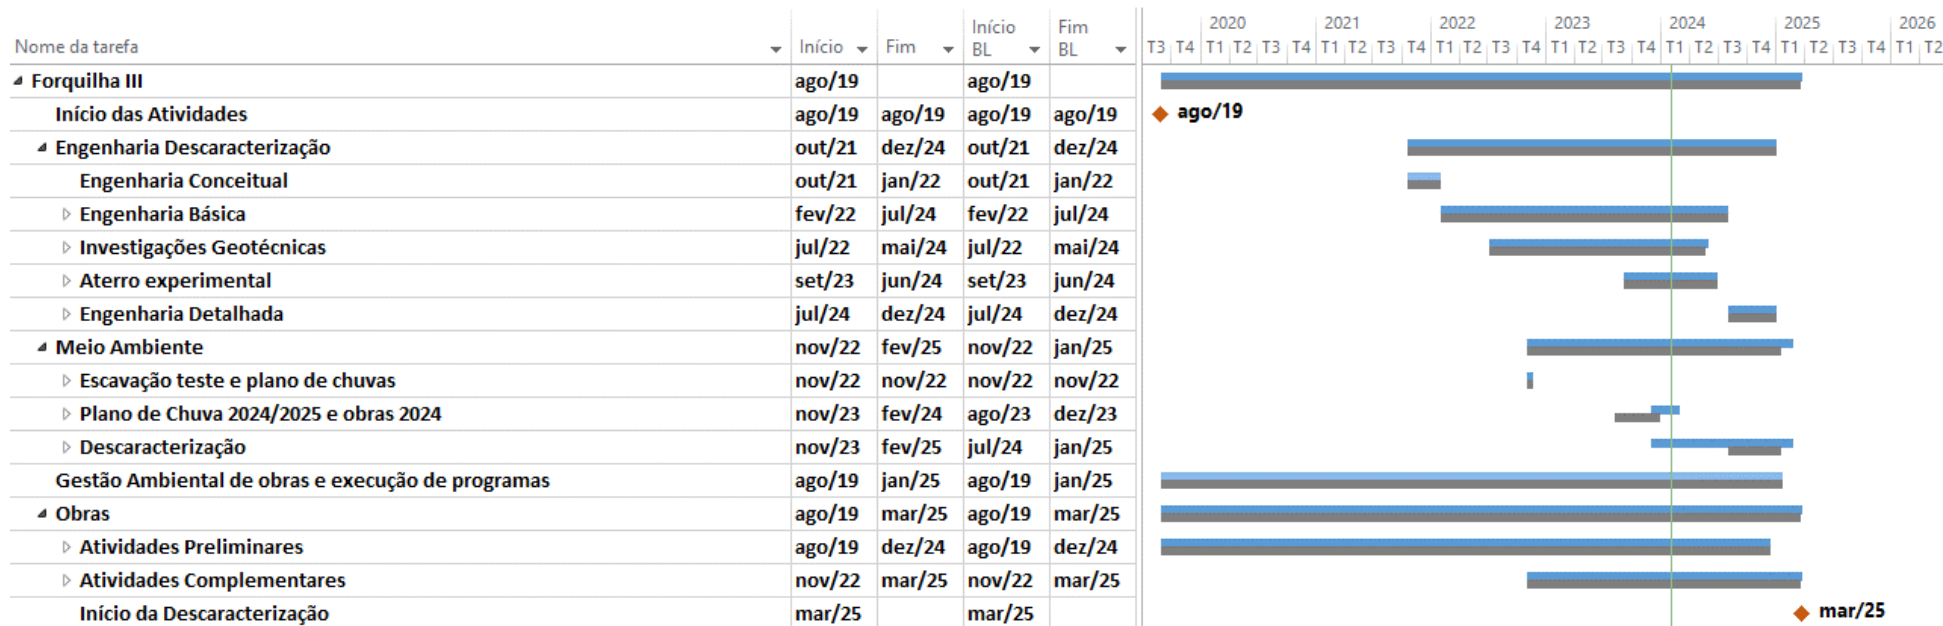 2020 2021 2022 2023 2024 2025 2026
Nome da tarefa Início Fim Início BL Fim BL T3 T4 T1 T2 T3 T4 T1 T2 T3 T4 T1 T2 T3 T4 T1 T2 T3 T4 T1 T2 T3 T4 T1 T2 T3 T4 T1 T2
Forquilha III ago/19 ago/19
Início das Atividades ago/19 ago/19 ago/19 ago/19 ago/19
Engenharia Descaracterização out/21 dez/24 out/21 dez/24
Engenharia Conceitual out/21 jan/22 out/21 jan/22
Engenharia Básica fev/22 jul/24 fev/22 jul/24
Investigações Geotécnicas jul/22 mai/24 jul/22 mai/24
Aterro experimental set/23 jun/24 set/23 jun/24
Engenharia Detalhada jul/24 dez/24 jul/24 dez/24
Meio Ambiente nov/22 fev/25 nov/22 jan/25
Escavação teste e plano de chuvas nov/22 nov/22 nov/22 nov/22
Plano de Chuva 2024/2025 e obras 2024 nov/23 fev/24 ago/23 dez/23
Descaracterização nov/23 fev/25 jul/24 jan/25
Gestão Ambiental de obras e execução de programas ago/19 jan/25 ago/19 jan/25
Obras ago/19 mar/25 ago/19 mar/25
Atividades Preliminares ago/19 dez/24 ago/19 dez/24
Atividades Complementares nov/22 mar/25 nov/22 mar/25
Início da Descaracterização mar/25 mar/25 mar/25